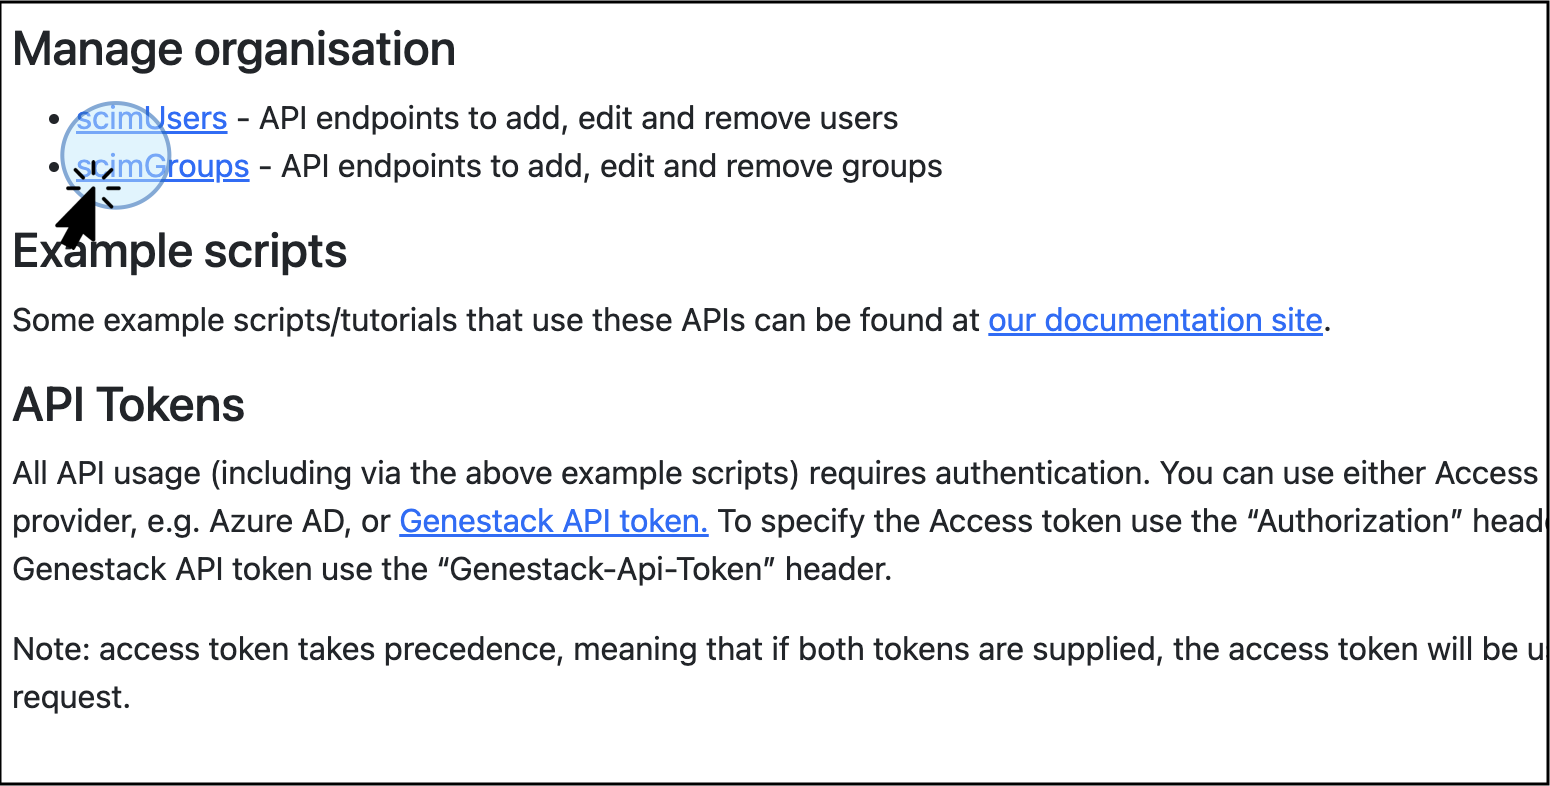 Manage organisation
• scimUsers - API endpoints to add, edit and remove users
• scimGroups - API endpoints to add, edit and remove groups
Example scripts
Some example scripts/tutorials that use these APIs can be found at our documentation site.
API Tokens
All API usage (including via the above example scripts) requires authentication. You can use either Access
provider, e.g. Azure AD, or Genestack API token. To specify the Access token use the “Authorization”
Genestack API token use the “Genestack-Api-Token” header.
Note: access token takes precedence, meaning that if both tokens are supplied, the access token will be
request.